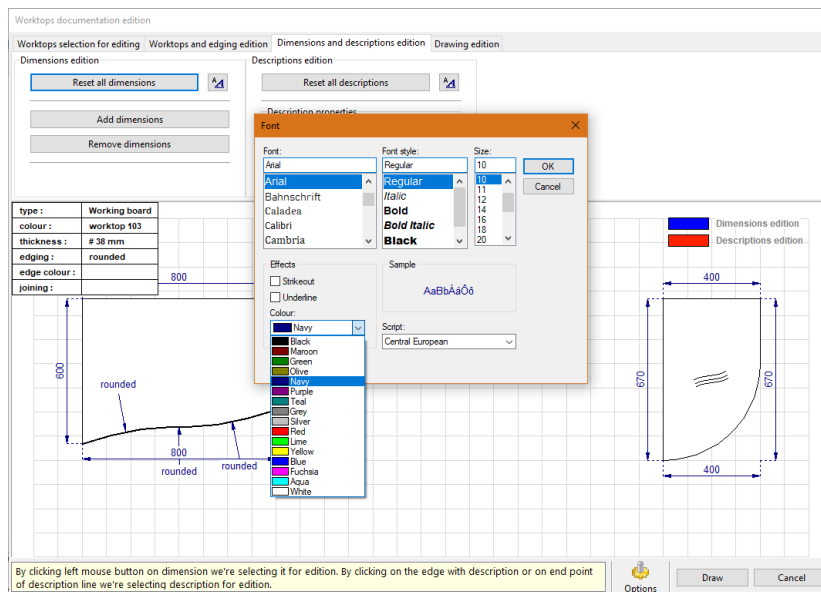 Worktops documentation edition
Worktops selection for editing Worktops and edging edition Dimensions and descriptions edition Drawing edition
Dimensions edition
Reset all dimensions
AA
Add dimensions
Remove dimensions
Descriptions edition
Reset all descriptions
AA
Description properties
Font
Font:
Arial
Arial
Bahnschrift
Caladea
Calibri
Cambria
Font style:
Regular
Regular
Italic
Bold
Bold Italic
Black
Size:
10
10
11
12
14
16
18
20
OK
Cancel
Effects
Strikeout
Underline
Colour:
Navy
Black
Maroon
Green
Olive
Navy
Purple
Teal
Grey
Silver
Red
Lime
Yellow
Blue
Fuchsia
Aqua
White
Sample
AaBbÁáÔô
Script:
Central European
type : Working board
colour : worktop 103
thickness : # 38 mm
edging : rounded
edge colour :
joining :
800
600
rounded
800
rounded
rounded
Dimensions edition
Descriptions edition
400
670
670
400
By clicking left mouse button on dimension we're selecting it for edition. By clicking on the edge with description or on end point
of description line we're selecting description for edition.
Options
Draw
Cancel